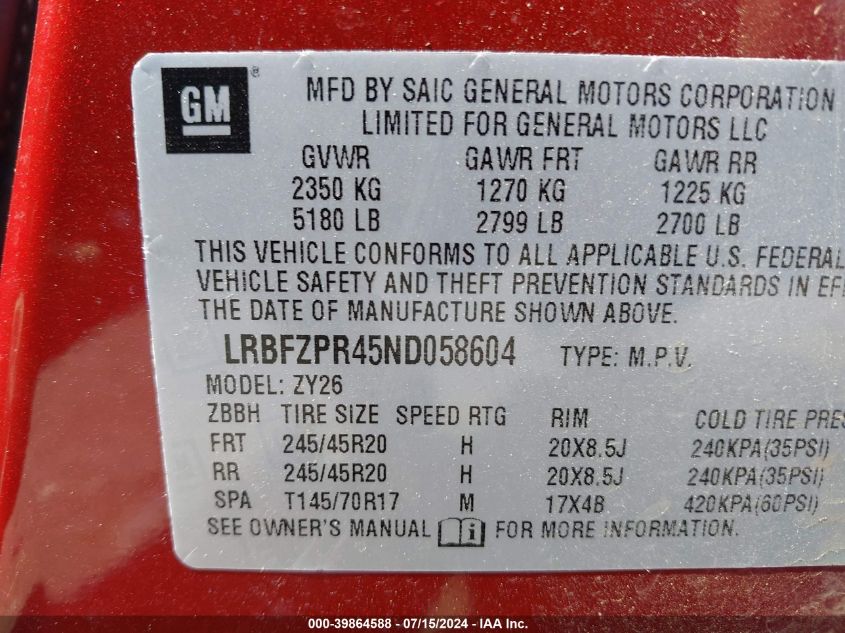 GM ®
MFD BY SAIC GENERAL MOTORS CORPORATION
LIMITED FOR GENERAL MOTORS LLC
GVWR GAWR FRT GAWR RR
2350 KG 1270 KG 1225 KG
5180 LB 2799 LB 2700 LB
THIS VEHICLE CONFORMS TO ALL APPLICABLE U.S. FEDERAL
VEHICLE SAFETY AND THEFT PREVENTION STANDARDS IN EFF
THE DATE OF MANUFACTURE SHOWN ABOVE.
LRBFZPR45ND058604 TYPE: M.P.V.
MODEL: ZY26
ZBBH TIRE SIZE SPEED RTG RIM COLD TIRE PRES
FRT 245/45R20 H 20X8.5J 240KPA(35PSI)
RR 245/45R20 H 20X8.5J 240KPA(35PSI)
SPA T145/70R17 M 17X4B 420KPA(60PSI)
SEE OWNER'S MANUAL i FOR MORE INFORMATION.
000-39864588 - 07/15/2024 - IAA Inc.